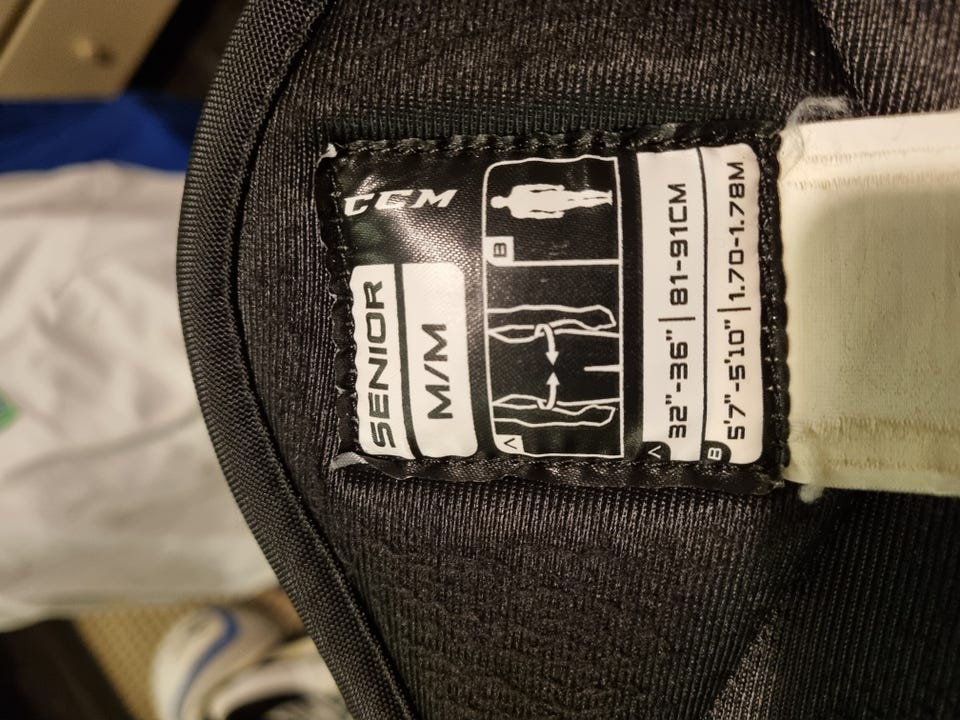 CCM
SENIOR
M/M
B
A
A 32"-36" | 81-91CM
B 5'7"-5'10" | 1.70-1.78M